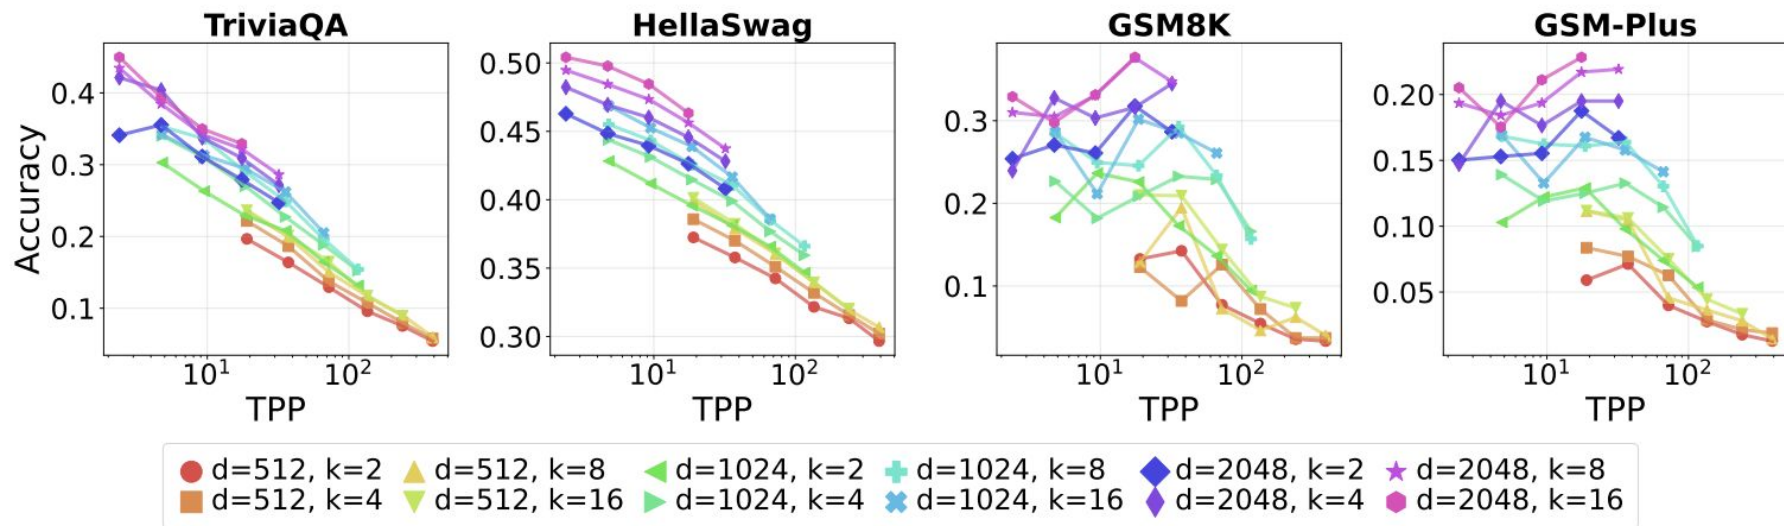 TriviaQA
HellaSwag
GSM8K
GSM-Plus
Accuracy
0.4
0.3
0.2
0.1
10¹
10²
TPP
0.50
0.45
0.40
0.35
0.30
10¹
10²
TPP
0.3
0.2
0.1
10¹
10²
TPP
0.20
0.15
0.10
0.05
10¹
10²
TPP
d=512, k=2
d=512, k=4
d=512, k=8
d=512, k=16
d=1024, k=2
d=1024, k=4
d=1024, k=8
d=1024, k=16
d=2048, k=2
d=2048, k=4
d=2048, k=8
d=2048, k=16